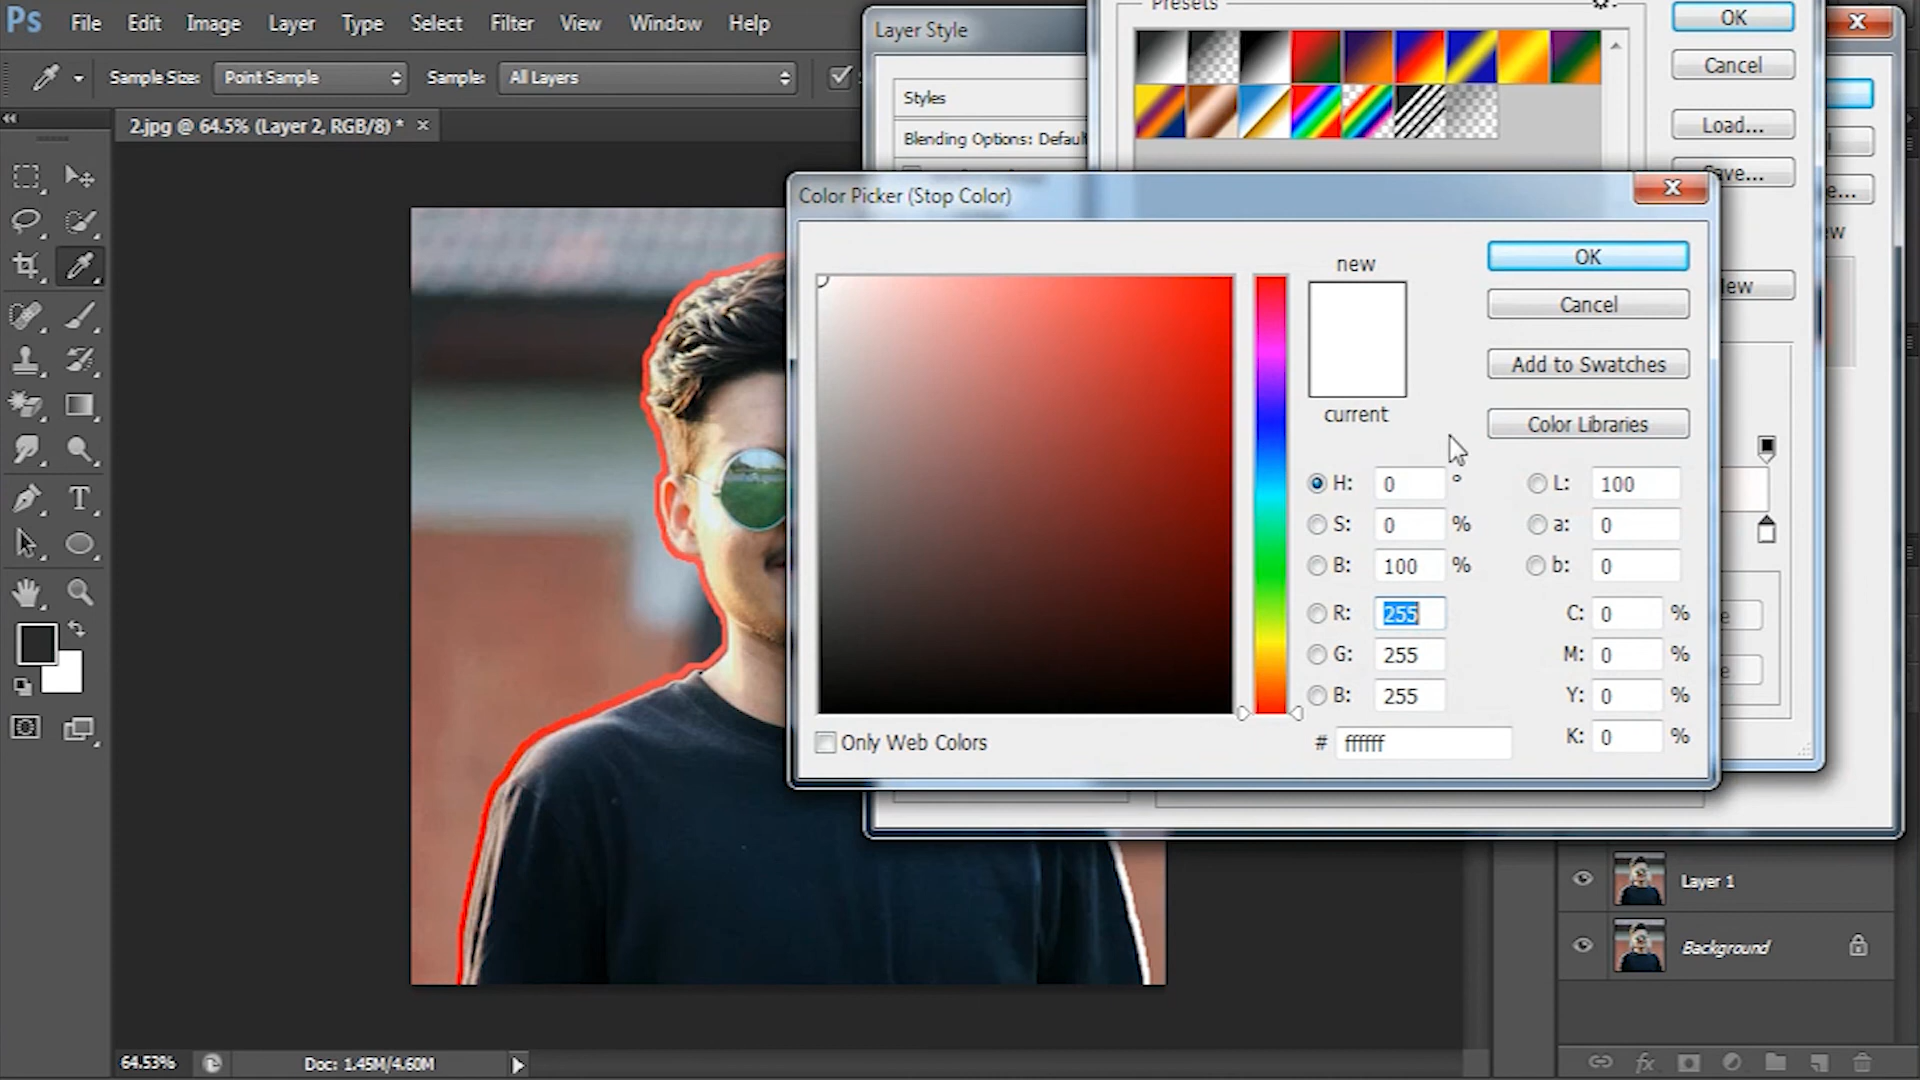 Ps File Edit Image Layer Type Select Filter View Window Help
Sample Size: Point Sample Sample: All Layers
2.jpg @ 64.5% (Layer 2, RGB/8) * ×
Layer Style
Styles
Blending Options: Default
Presets
OK
Cancel
Load...
Save...
Color Picker (Stop Color)
new
current
OK
Cancel
Add to Swatches
Color Libraries
H: 0 °
S: 0 %
B: 100 %
R: 255
G: 255
B: 255
# ffffff
L: 100
a: 0
b: 0
C: 0 %
M: 0 %
Y: 0 %
K: 0 %
Only Web Colors
Layer 1
Background
64.53% Doc: 1.45M/4.60M